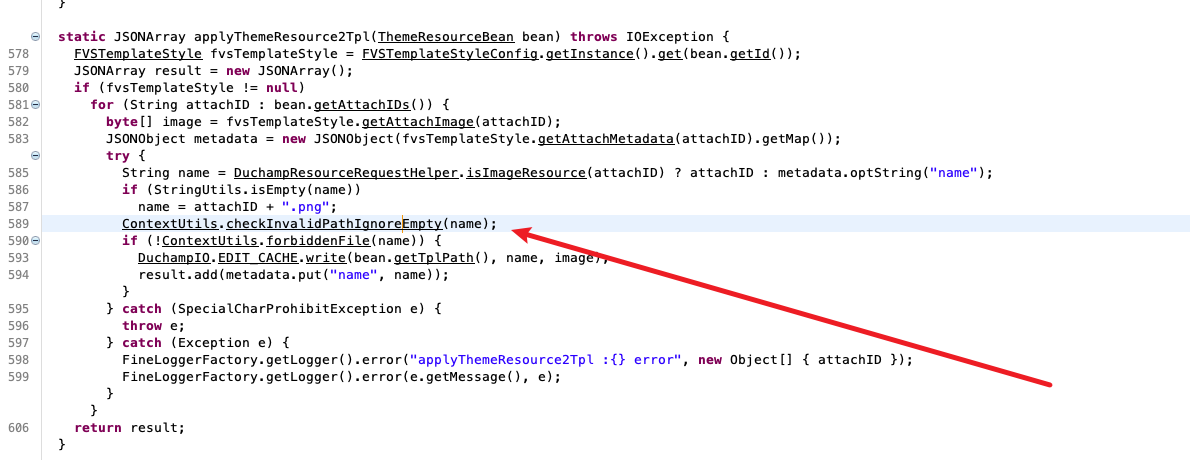 }
static JSONArray applyThemeResource2Tpl(ThemeResourceBean bean) throws IOException {
578 FVSTemplateStyle fvsTemplateStyle = FVSTemplateStyleConfig.getInstance().get(bean.getId());
579 JSONArray result = new JSONArray();
580 if (fvsTemplateStyle != null)
581 for (String attachID : bean.getAttachIDs()) {
582 byte[] image = fvsTemplateStyle.getAttachImage(attachID);
583 JSONObject metadata = new JSONObject(fvsTemplateStyle.getAttachMetadata(attachID).getMap());
try {
585 String name = DuchampResourceRequestHelper.isImageResource(attachID) ? attachID : metadata.optString("name");
586 if (StringUtils.isEmpty(name))
587 name = attachID + ".png";
589 ContextUtils.checkInvalidPathIgnoreEmpty(name);
590 if (!ContextUtils.forbiddenFile(name)) {
593 DuchampIO.EDIT_CACHE.write(bean.getTplPath(), name, image);
594 result.add(metadata.put("name", name));
}
595 } catch (SpecialCharProhibitException e) {
596 throw e;
597 } catch (Exception e) {
598 FineLoggerFactory.getLogger().error("applyThemeResource2Tpl :{} error", new Object[] { attachID });
599 FineLoggerFactory.getLogger().error(e.getMessage(), e);
}
}
606 return result;
}